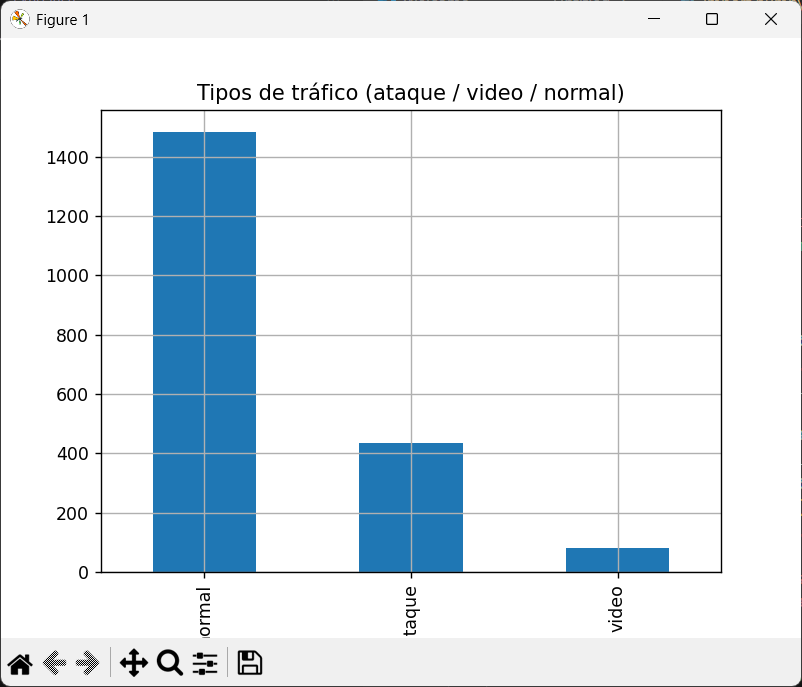 Figure 1
Tipos de tráfico (ataque / video / normal)
1400
1200
1000
800
600
400
200
0
ormal
taque
video